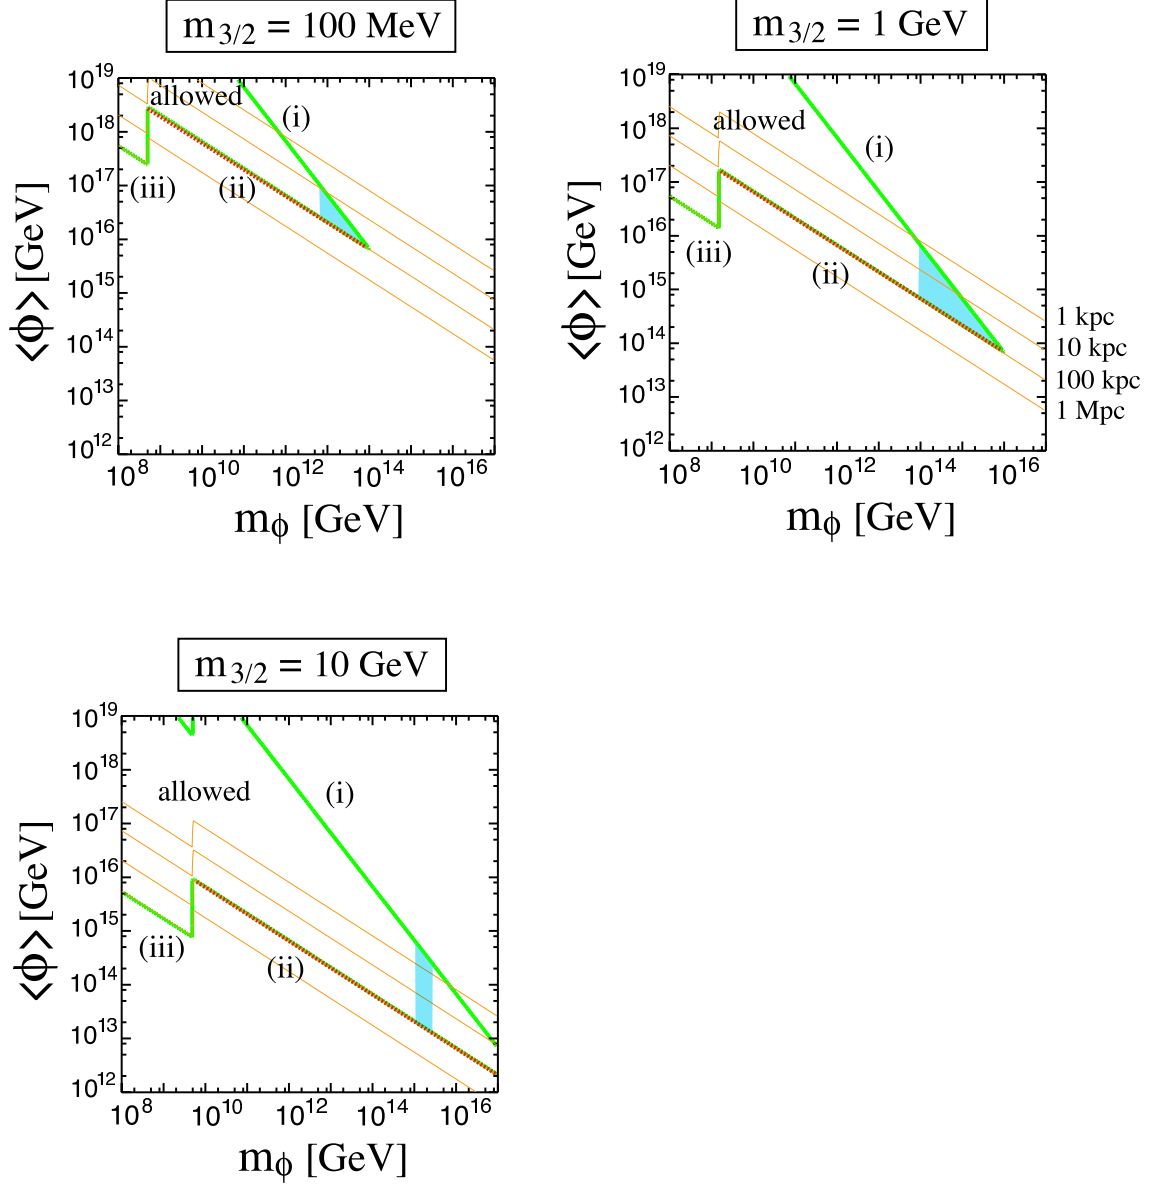 m3/2 = 100 MeV
m3/2 = 1 GeV
10^19
10^18
10^17
10^16
10^15
10^14
10^13
10^12
<ϕ> [GeV]
allowed
(i)
(ii)
(iii)
10^8 10^10 10^12 10^14 10^16
mϕ [GeV]
10^19
10^18
10^17
10^16
10^15
10^14
10^13
10^12
<ϕ> [GeV]
allowed
(i)
(ii)
(iii)
1 kpc
10 kpc
100 kpc
1 Mpc
10^8 10^10 10^12 10^14 10^16
mϕ [GeV]
m3/2 = 10 GeV
10^19
10^18
10^17
10^16
10^15
10^14
10^13
10^12
<ϕ> [GeV]
allowed
(i)
(ii)
(iii)
10^8 10^10 10^12 10^14 10^16
mϕ [GeV]